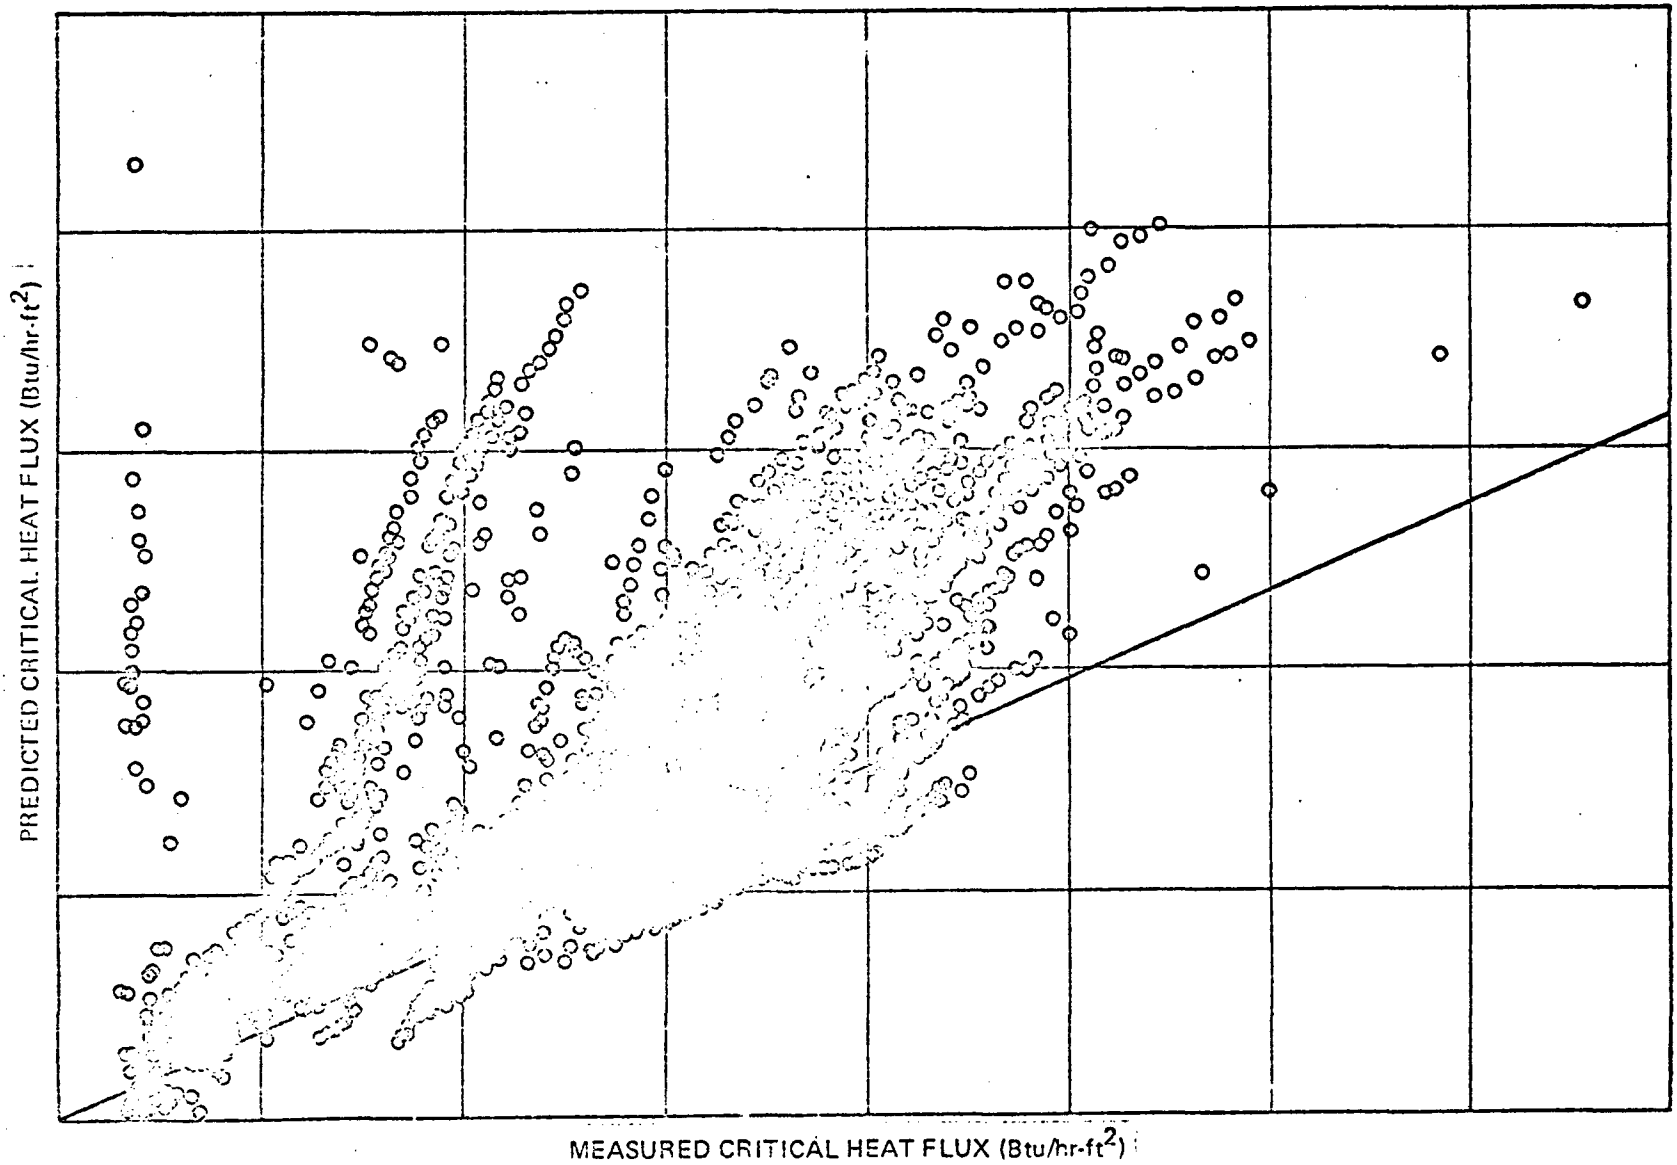 PREDICTED CRITICAL HEAT FLUX (Btu/hr-ft²)
MEASURED CRITICAL HEAT FLUX (Btu/hr-ft²)